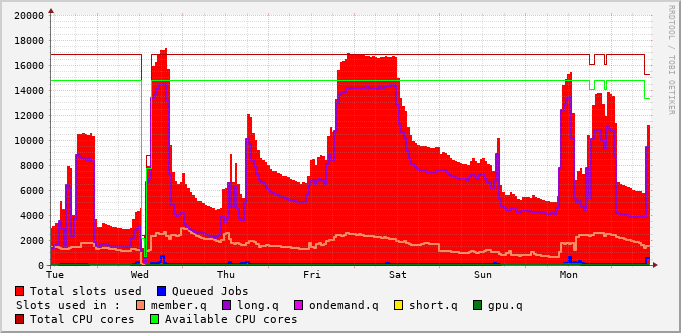 20000
18000
16000
14000
12000
10000
8000
6000
4000
2000
0
Tue Wed Thu Fri Sat Sun Mon
RRDTOOL / TOBI OETIKER
Total slots used Queued Jobs
Slots used in : member.q long.q ondemand.q short.q gpu.q
Total CPU cores Available CPU cores